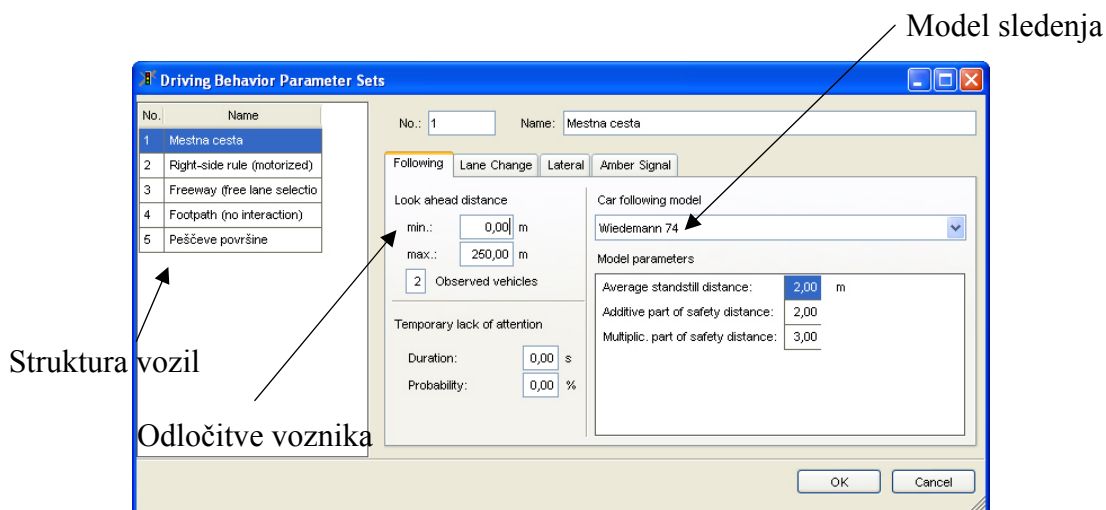 Model sledenja
Driving Behavior Parameter Sets
No. Name
1 Mestna cesta
2 Right-side rule (motorized)
3 Freeway (free lane selectio
4 Footpath (no interaction)
5 Peščeve površine
No.: 1 Name: Mestna cesta
Following Lane Change Lateral Amber Signal
Look ahead distance
min.: 0,00 m
max.: 250,00 m
2 Observed vehicles
Temporary lack of attention
Duration: 0,00 s
Probability: 0,00 %
Car following model
Wiedemann 74
Model parameters
Average standstill distance: 2,00 m
Additive part of safety distance: 2,00
Multiplic. part of safety distance: 3,00
Struktura vozil
Odločitve voznika
OK Cancel